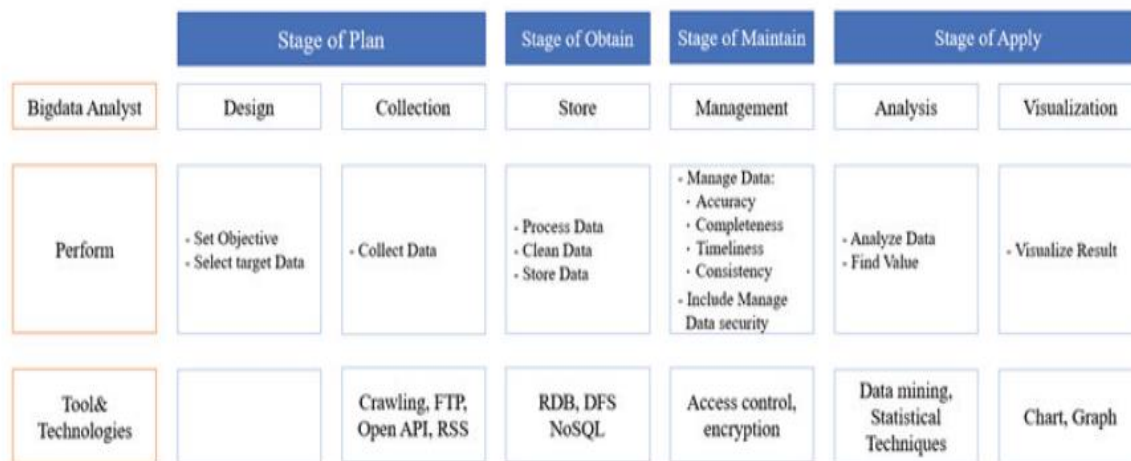 Stage of Plan
Stage of Obtain
Stage of Maintain
Stage of Apply
Bigdata Analyst
Design
Collection
Store
Management
Analysis
Visualization
Perform
- Set Objective
- Select target Data
- Collect Data
- Process Data
- Clean Data
- Store Data
- Manage Data:
· Accuracy
· Completeness
· Timeliness
· Consistency
- Include Manage
Data security
- Analyze Data
- Find Value
- Visualize Result
Tool&
Technologies
Crawling, FTP,
Open API, RSS
RDB, DFS
NoSQL
Access control,
encryption
Data mining,
Statistical
Techniques
Chart, Graph